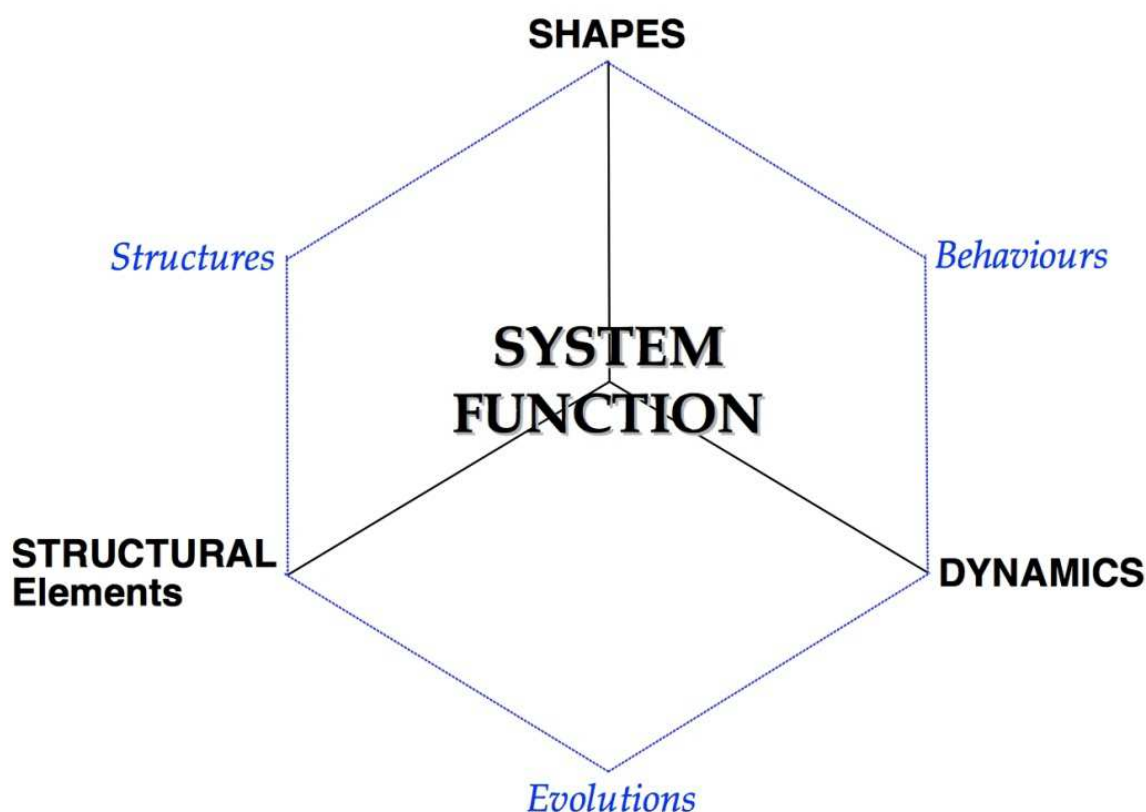 SHAPES
Structures
Behaviours
SYSTEM
FUNCTION
STRUCTURAL
Elements
DYNAMICS
Evolutions